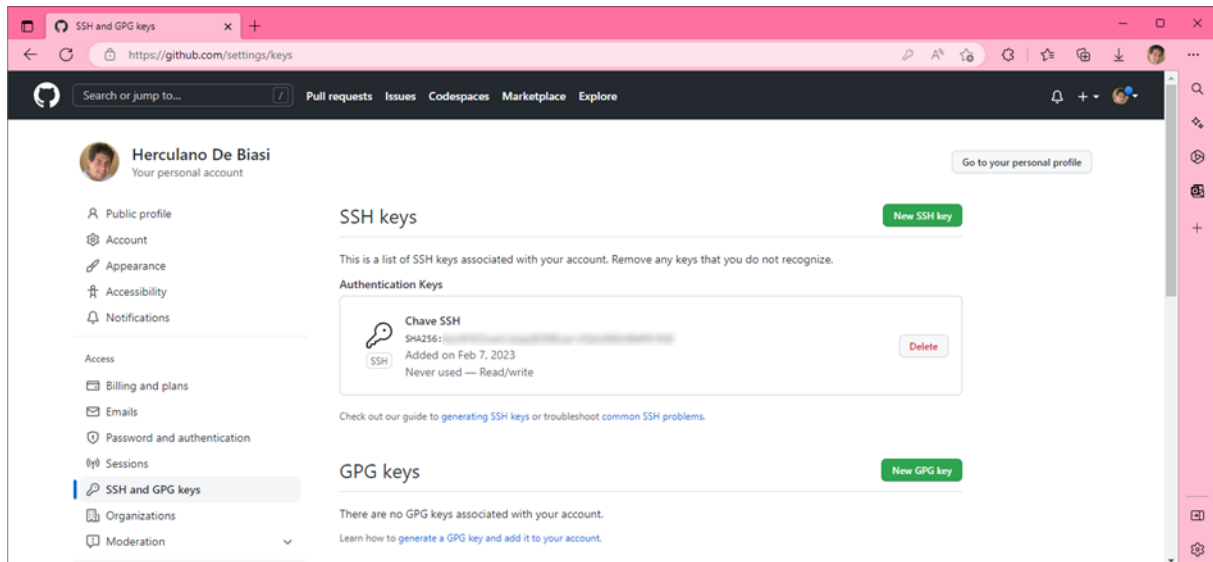 SSH and GPG keys
https://github.com/settings/keys
Search or jump to... /
Pull requests Issues Codespaces Marketplace Explore
Herculano De Biasi
Your personal account
Go to your personal profile
Public profile
Account
Appearance
Accessibility
Notifications
Access
Billing and plans
Emails
Password and authentication
Sessions
SSH and GPG keys
Organizations
Moderation
SSH keys
New SSH key
This is a list of SSH keys associated with your account. Remove any keys that you do not recognize.
Authentication Keys
Chave SSH
SHA256:
Added on Feb 7, 2023
Never used — Read/write
SSH
Delete
Check out our guide to generating SSH keys or troubleshoot common SSH problems.
GPG keys
New GPG key
There are no GPG keys associated with your account.
Learn how to generate a GPG key and add it to your account.